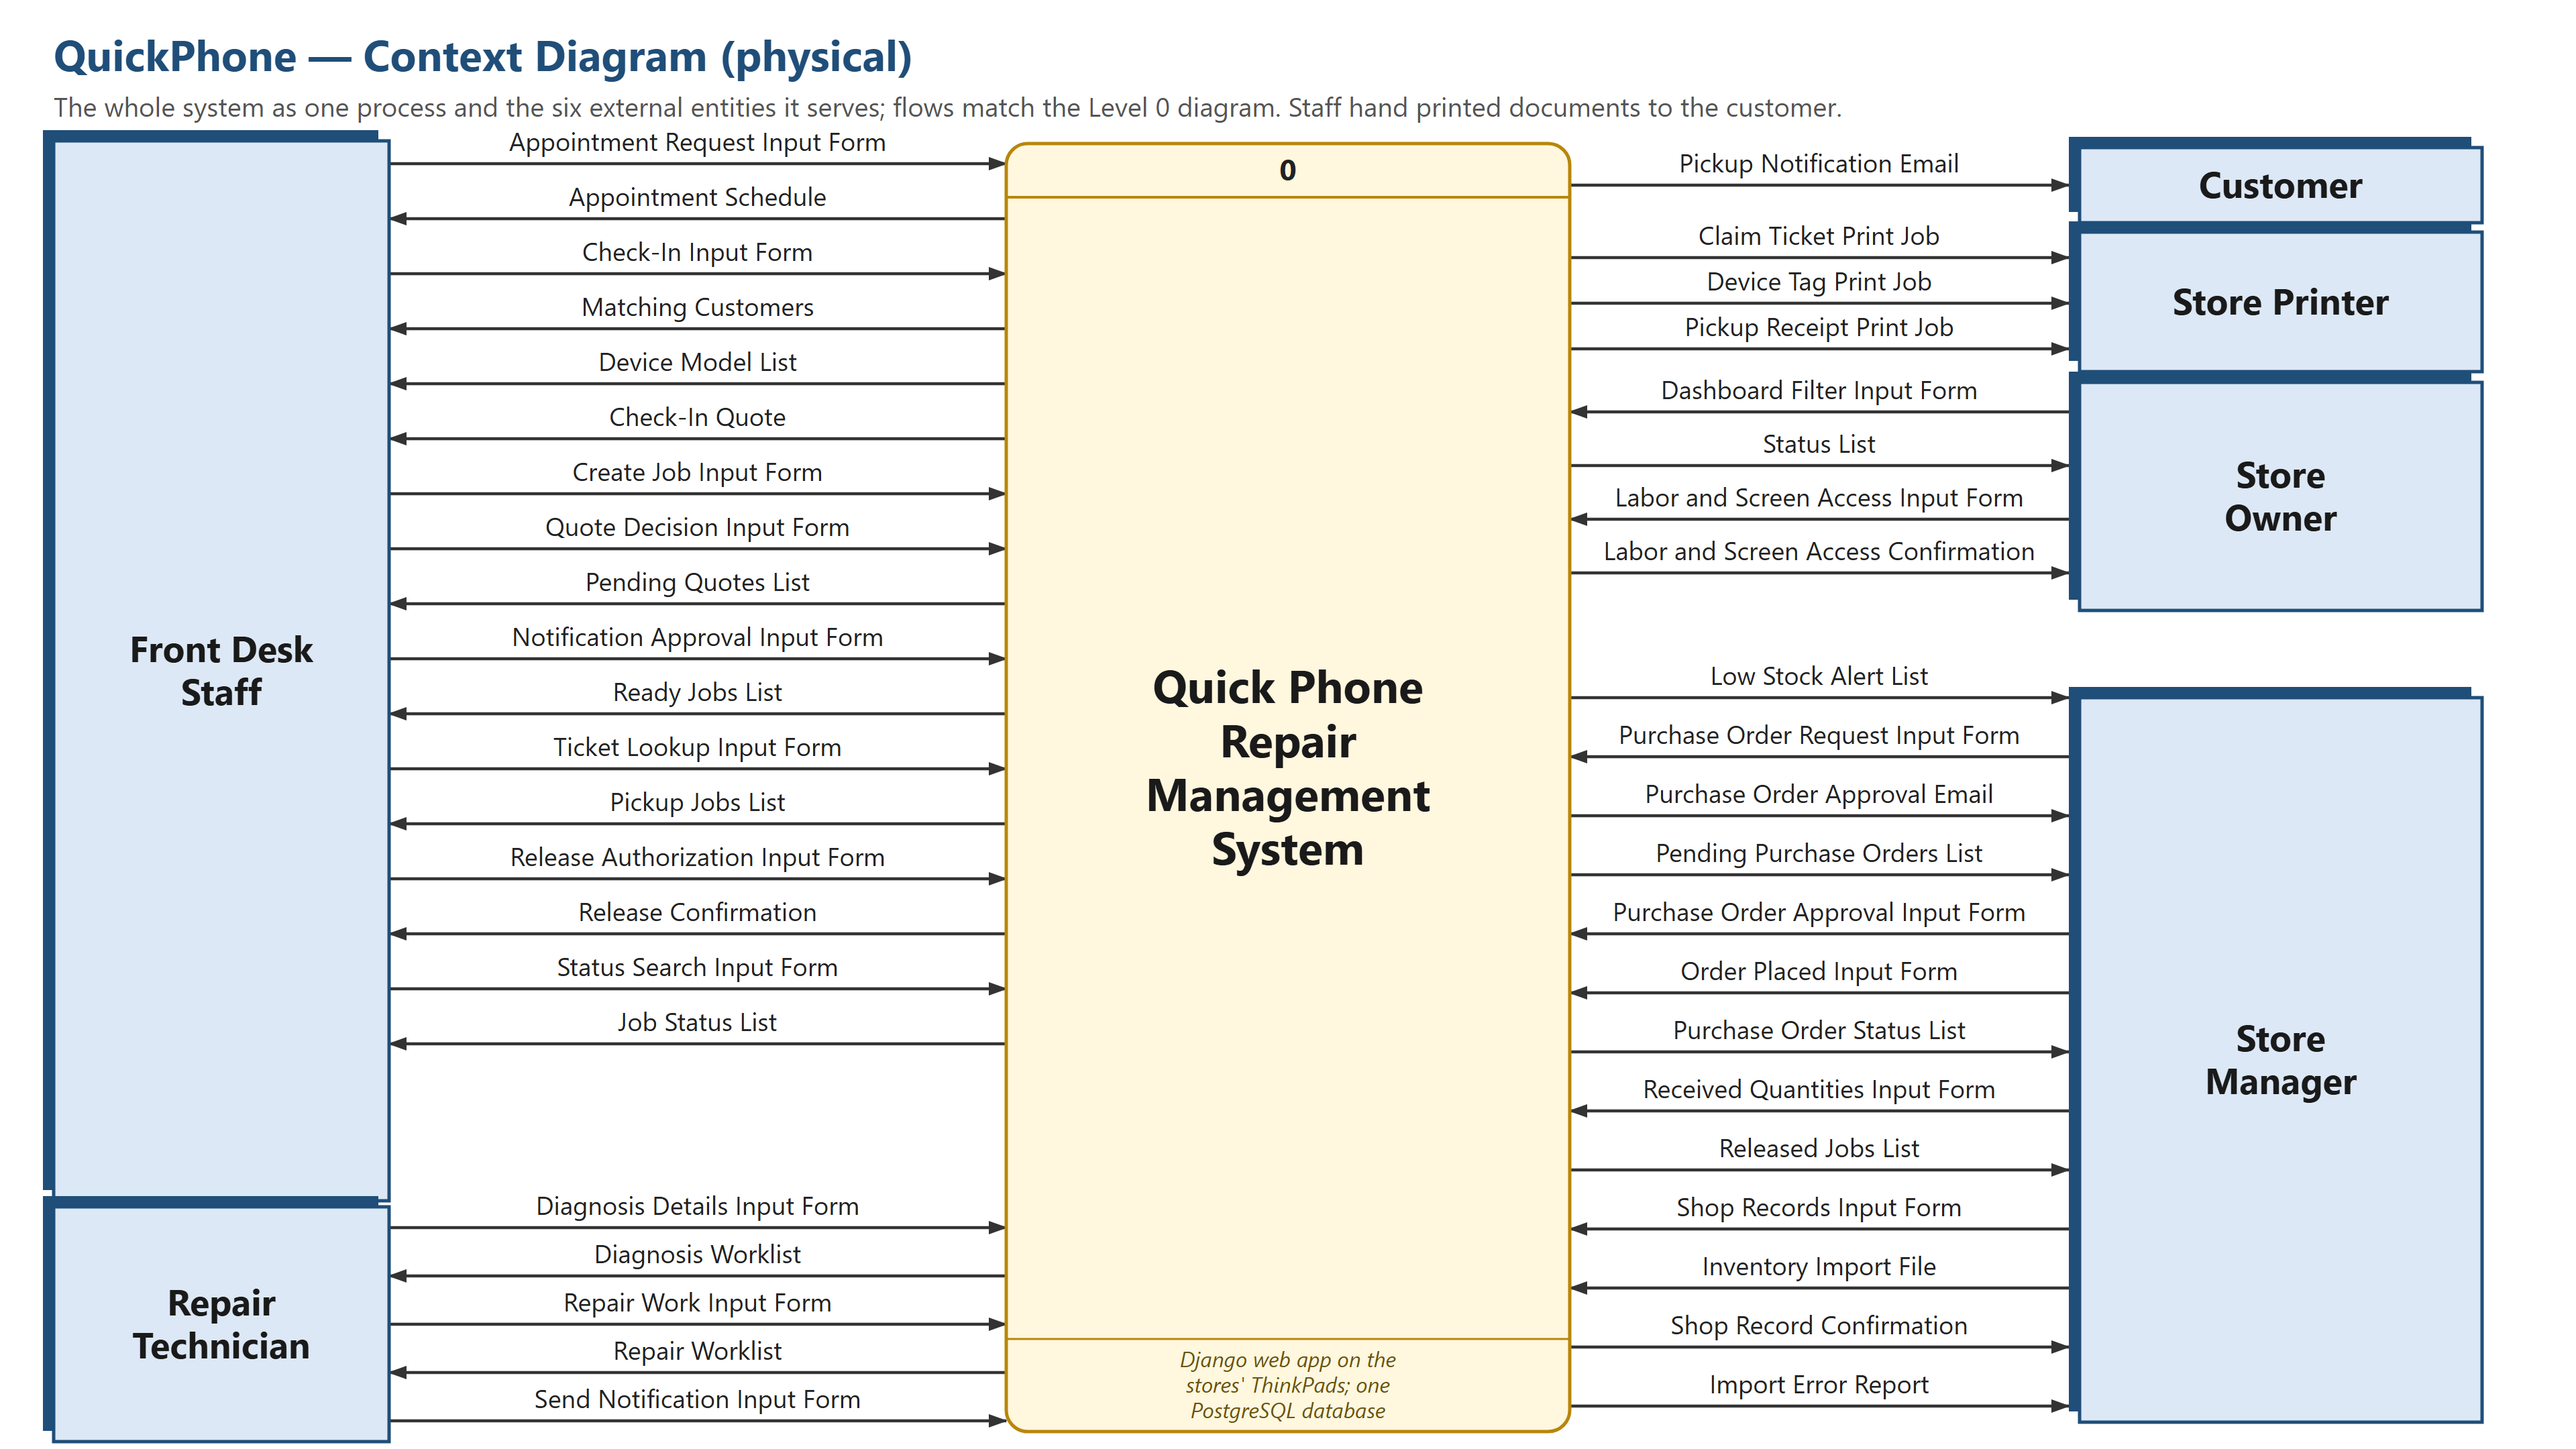 QuickPhone — Context Diagram (physical)
The whole system as one process and the six external entities it serves; flows match the Level 0 diagram. Staff hand printed documents to the customer.
Front Desk
Staff
Appointment Request Input Form
Appointment Schedule
Check-In Input Form
Matching Customers
Device Model List
Check-In Quote
Create Job Input Form
Quote Decision Input Form
Pending Quotes List
Notification Approval Input Form
Ready Jobs List
Ticket Lookup Input Form
Pickup Jobs List
Release Authorization Input Form
Release Confirmation
Status Search Input Form
Job Status List
Repair
Technician
Diagnosis Details Input Form
Diagnosis Worklist
Repair Work Input Form
Repair Worklist
Send Notification Input Form
0
Quick Phone
Repair
Management
System
Django web app on the
stores' ThinkPads; one
PostgreSQL database
Pickup Notification Email
Customer
Claim Ticket Print Job
Device Tag Print Job
Pickup Receipt Print Job
Store Printer
Dashboard Filter Input Form
Status List
Labor and Screen Access Input Form
Labor and Screen Access Confirmation
Store
Owner
Low Stock Alert List
Purchase Order Request Input Form
Purchase Order Approval Email
Pending Purchase Orders List
Purchase Order Approval Input Form
Order Placed Input Form
Purchase Order Status List
Received Quantities Input Form
Released Jobs List
Shop Records Input Form
Inventory Import File
Shop Record Confirmation
Import Error Report
Store
Manager